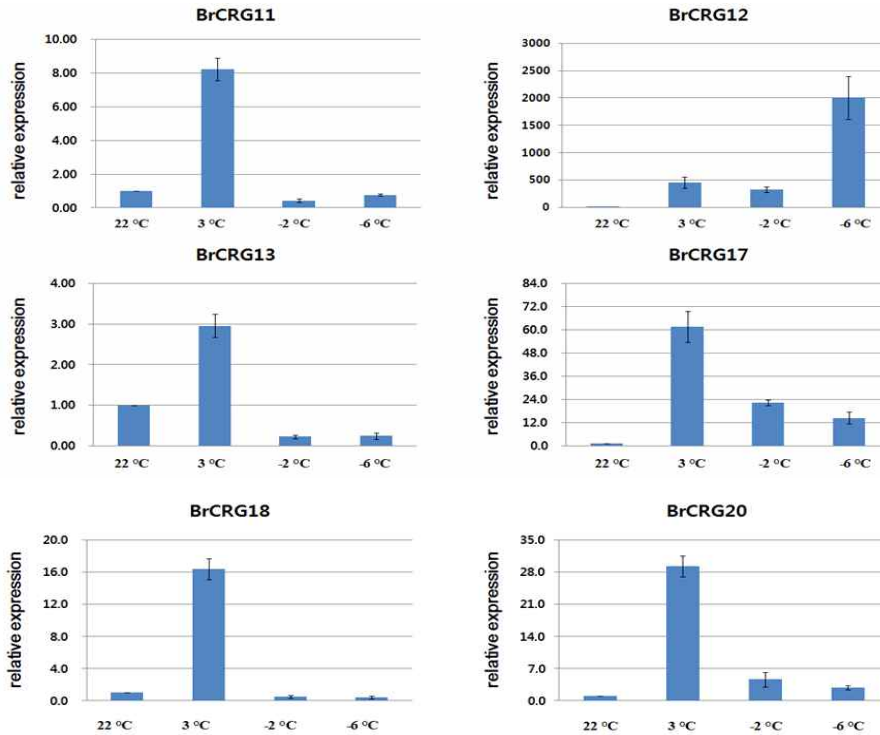 BrCRG11
relative expression
10.00
8.00
6.00
4.00
2.00
0.00
22 °C 3 °C -2 °C -6 °C
BrCRG12
relative expression
3000
2500
2000
1500
1000
500
0
22 °C 3 °C -2 °C -6 °C
BrCRG13
relative expression
4.00
3.00
2.00
1.00
0.00
22 °C 3 °C -2 °C -6 °C
BrCRG17
relative expression
84.0
72.0
60.0
48.0
36.0
24.0
12.0
0.0
22 °C 3 °C -2 °C -6 °C
BrCRG18
relative expression
20.0
16.0
12.0
8.0
4.0
0.0
22 °C 3 °C -2 °C -6 °C
BrCRG20
relative expression
35.0
28.0
21.0
14.0
7.0
0.0
22 °C 3 °C -2 °C -6 °C